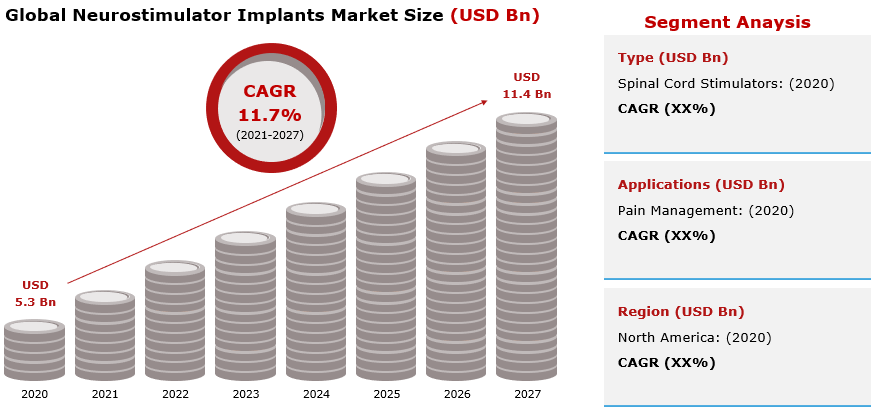 Global Neurostimulator Implants Market Size (USD Bn)
CAGR
11.7%
(2021-2027)
USD
11.4 Bn
USD
5.3 Bn
2020
2021
2022
2023
2024
2025
2026
2027
Segment Anaysis
Type (USD Bn)
Spinal Cord Stimulators: (2020)
CAGR (XX%)
Applications (USD Bn)
Pain Management: (2020)
CAGR (XX%)
Region (USD Bn)
North America: (2020)
CAGR (XX%)